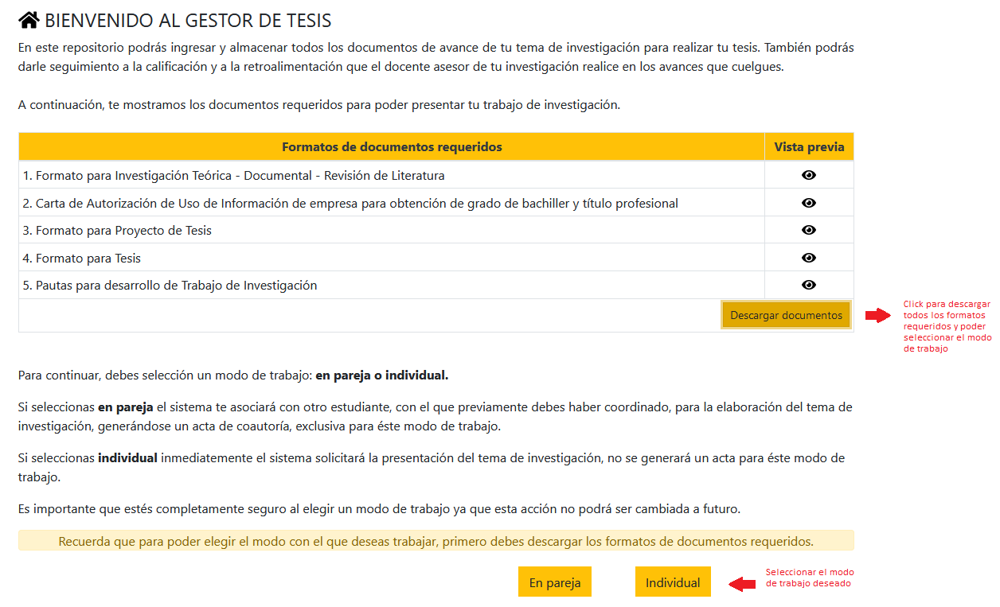 BIENVENIDO AL GESTOR DE TESIS
En este repositorio podrás ingresar y almacenar todos los documentos de avance de tu tema de investigación para realizar tu tesis. También podrás
darle seguimiento a la calificación y a la retroalimentación que el docente asesor de tu investigación realice en los avances que cuelgues.
A continuación, te mostramos los documentos requeridos para poder presentar tu trabajo de investigación.
Formatos de documentos requeridos Vista previa
1. Formato para Investigación Teórica - Documental - Revisión de Literatura
2. Carta de Autorización de Uso de Información de empresa para obtención de grado de bachiller y título profesional
3. Formato para Proyecto de Tesis
4. Formato para Tesis
5. Pautas para desarrollo de Trabajo de Investigación
Descargar documentos
Click para descargar
todos los formatos
requeridos y poder
seleccionar el modo
de trabajo
Para continuar, debes selección un modo de trabajo: en pareja o individual.
Si seleccionas en pareja el sistema te asociará con otro estudiante, con el que previamente debes haber coordinado, para la elaboración del tema de
investigación, generándose un acta de coautoría, exclusiva para éste modo de trabajo.
Si seleccionas individual inmediatamente el sistema solicitará la presentación del tema de investigación, no se generará un acta para éste modo de
trabajo.
Es importante que estés completamente seguro al elegir un modo de trabajo ya que esta acción no podrá ser cambiada a futuro.
Recuerda que para poder elegir el modo con el que deseas trabajar, primero debes descargar los formatos de documentos requeridos.
En pareja Individual
Seleccionar el modo
de trabajo deseado